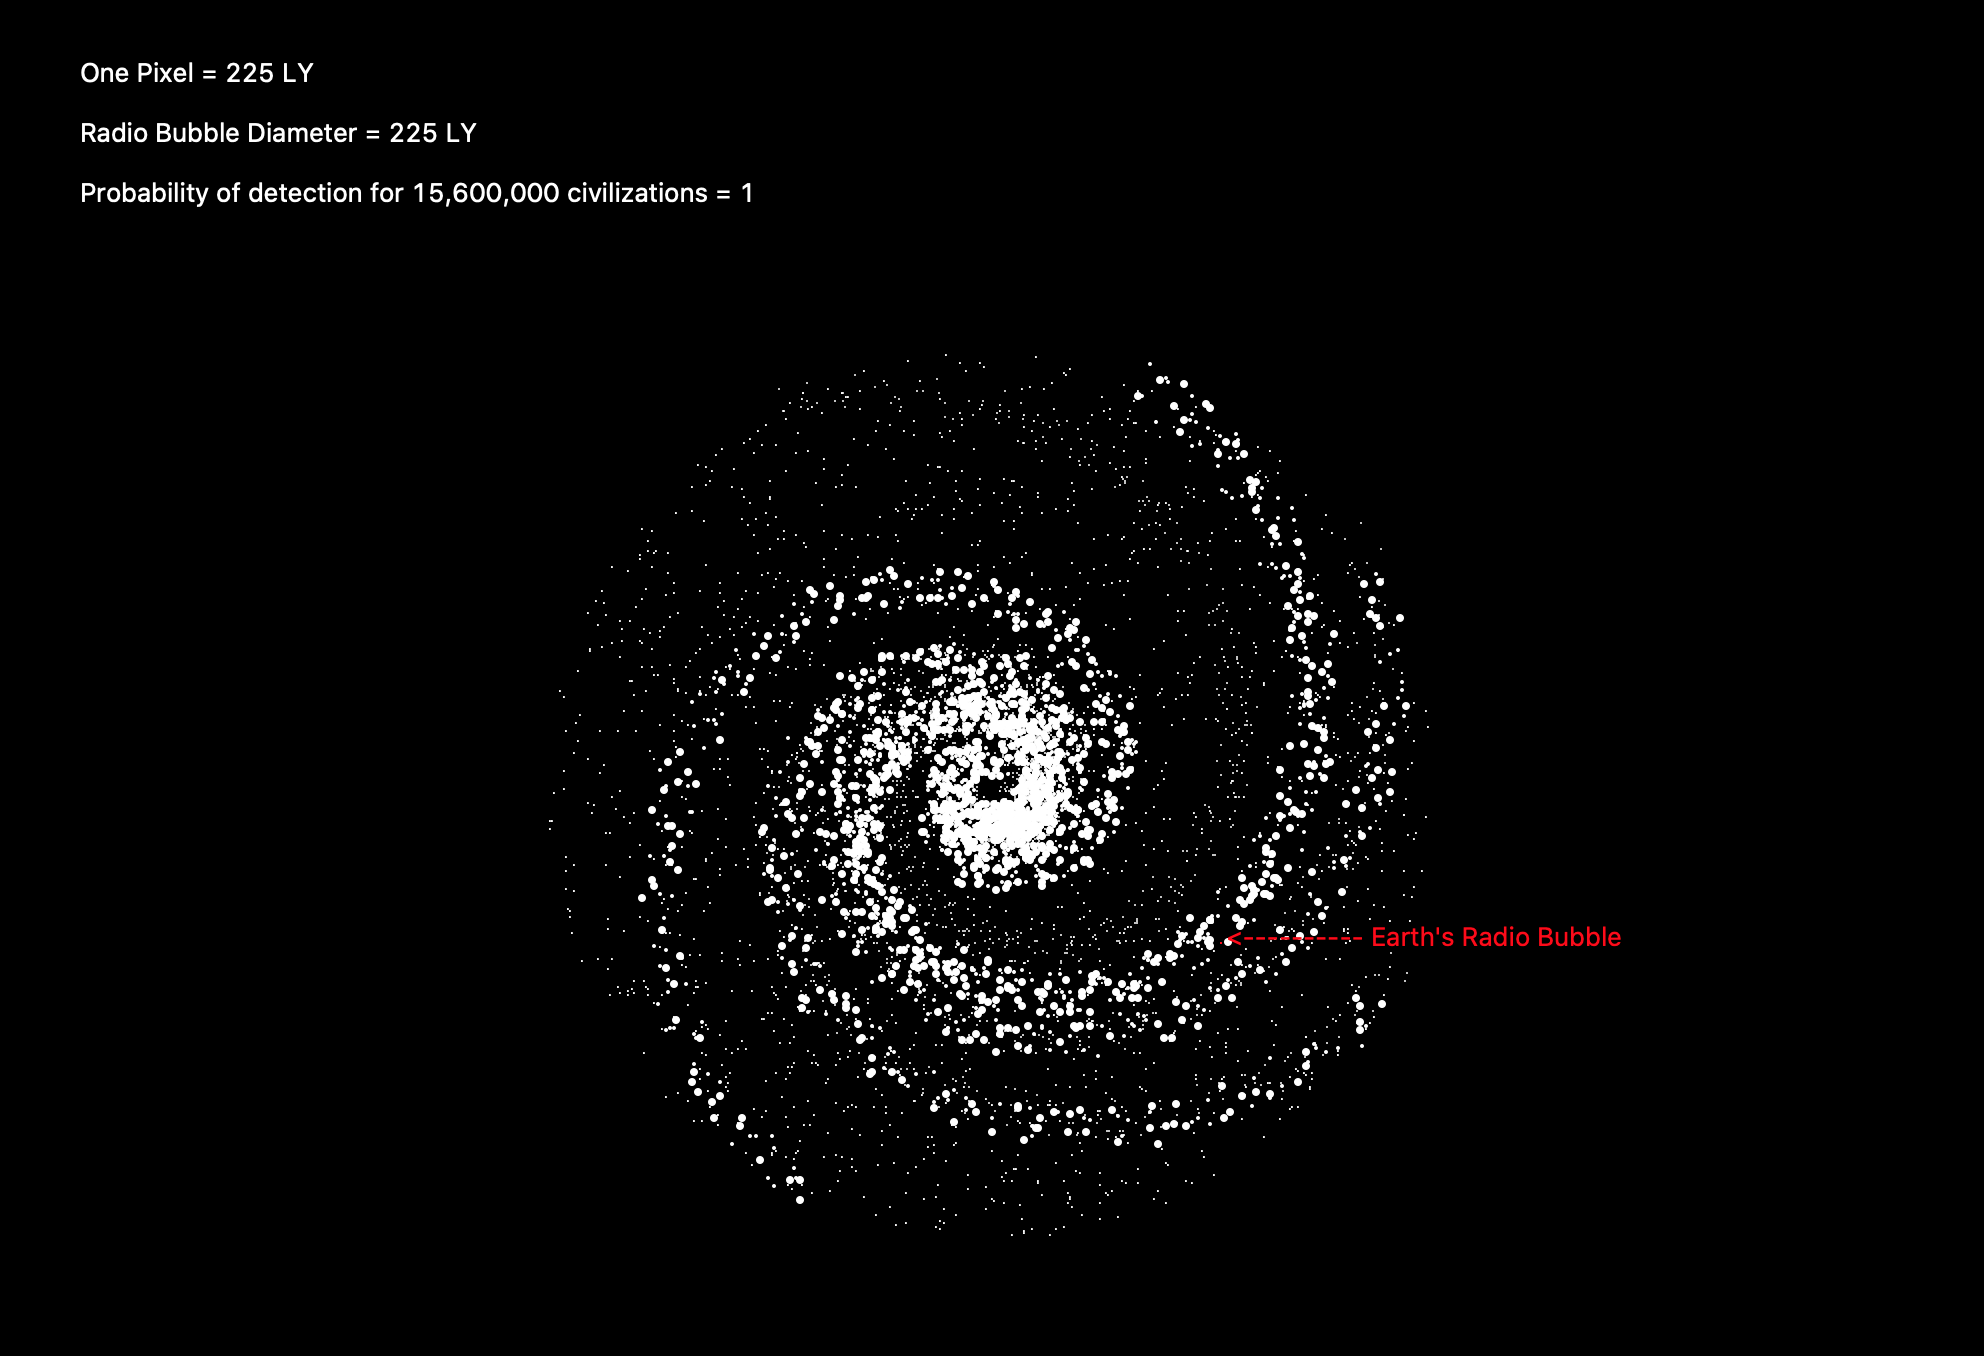 One Pixel = 225 LY
Radio Bubble Diameter = 225 LY
Probability of detection for 15,600,000 civilizations = 1
Earth's Radio Bubble